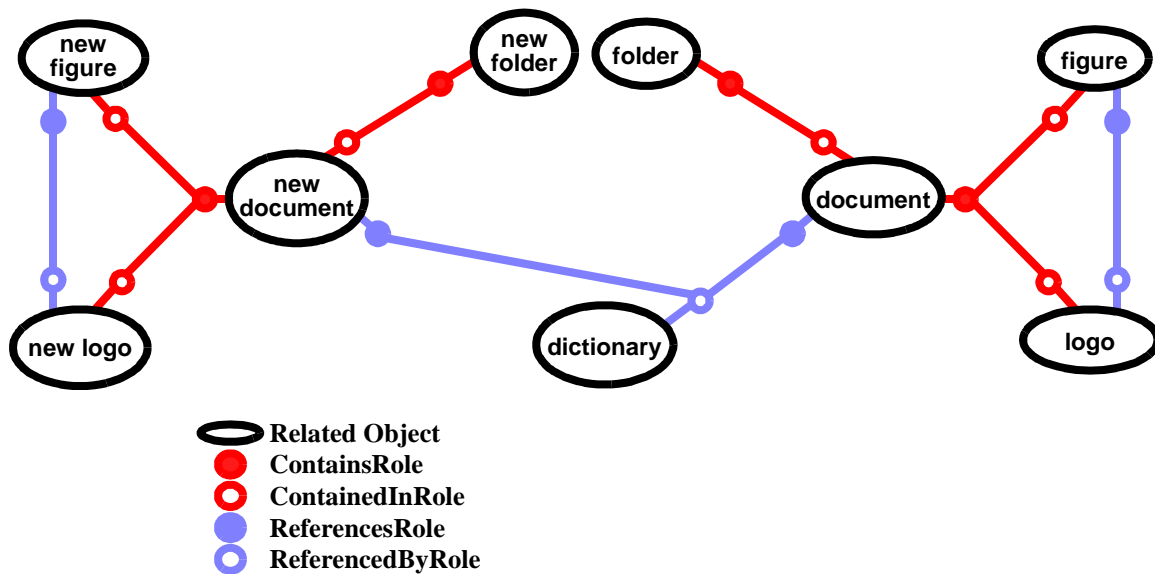 new
figure
new
folder
folder
figure
new
document
document
new logo
dictionary
logo
Related Object
ContainsRole
ContainedInRole
ReferencesRole
ReferencedByRole